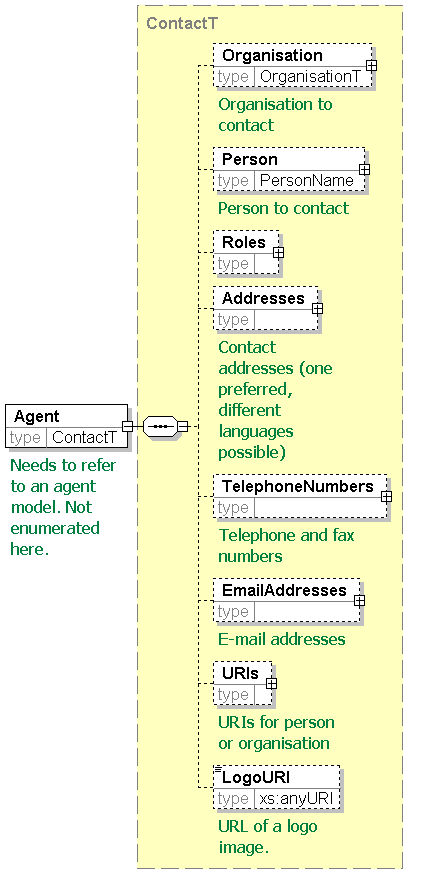 ContactT
Organisation
type OrganisationT
Organisation to
contact
Person
type PersonName
Person to contact
Roles
type
Addresses
type
Contact
addresses (one
preferred,
different
languages
possible)
Agent
type ContactT
Needs to refer
to an agent
model. Not
enumerated
here.
TelephoneNumbers
type
Telephone and fax
numbers
EmailAddresses
type
E-mail addresses
URIs
type
URIs for person
or organisation
LogoURI
type xs:anyURI
URL of a logo
image.